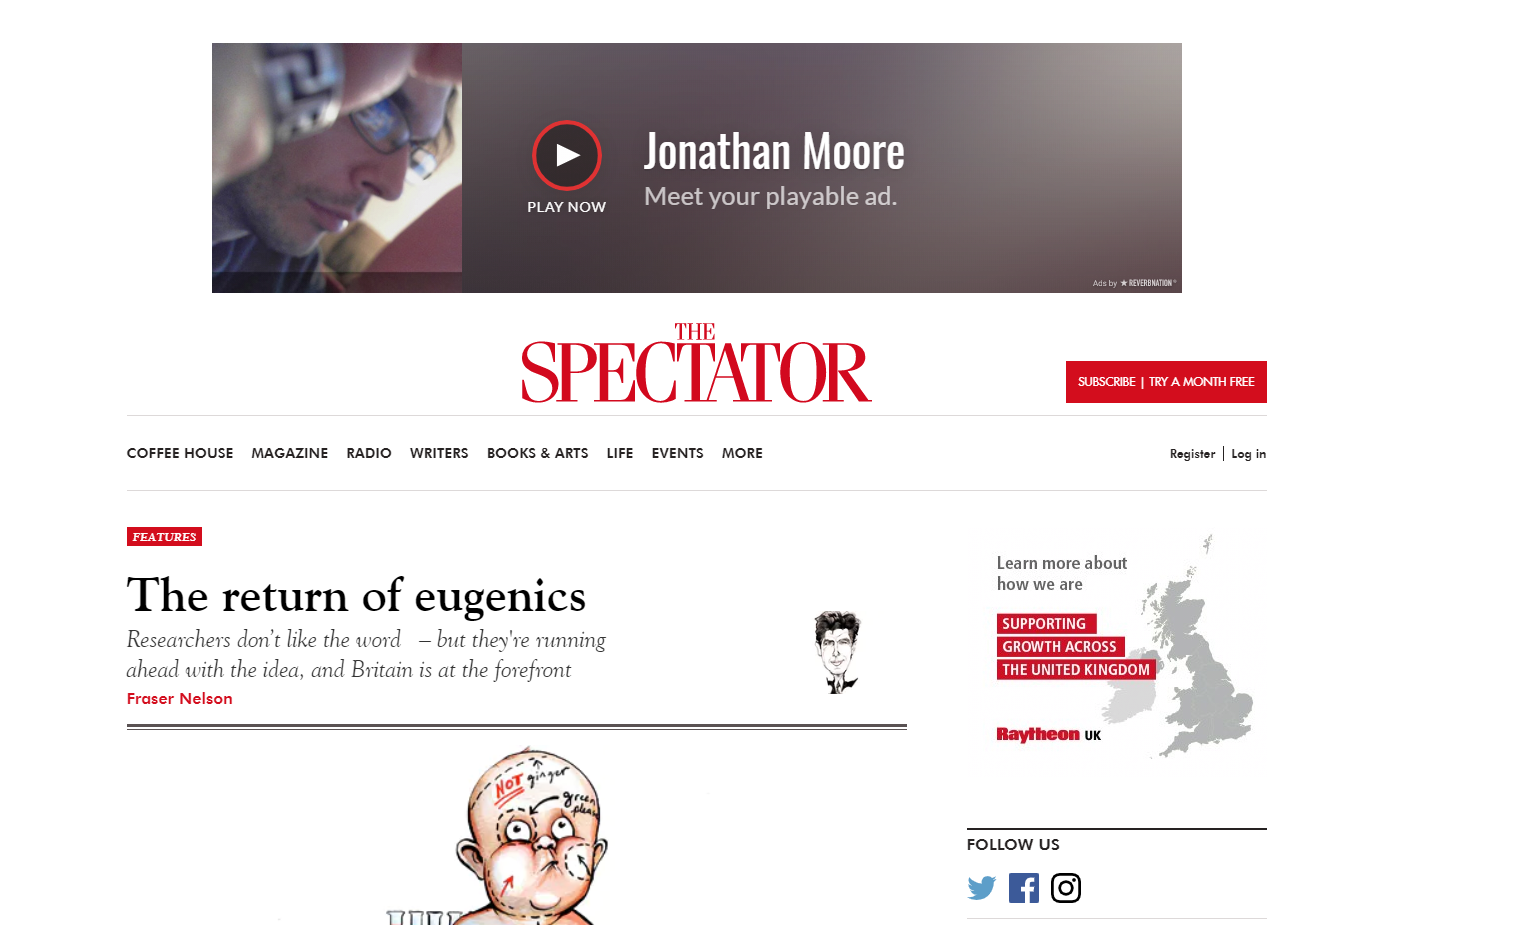 Jonathan Moore
Meet your playable ad.
PLAY NOW
Ads by REVERBNATION
THE
SPECTATOR
SUBSCRIBE | TRY A MONTH FREE
COFFEE HOUSE MAGAZINE RADIO WRITERS BOOKS & ARTS LIFE EVENTS MORE
Register | Log in
FEATURES
The return of eugenics
Researchers don’t like the word – but they're running
ahead with the idea, and Britain is at the forefront
Fraser Nelson
NOT ginger
green
please
Learn more about
how we are
SUPPORTING
GROWTH ACROSS
THE UNITED KINGDOM
Raytheon UK
FOLLOW US